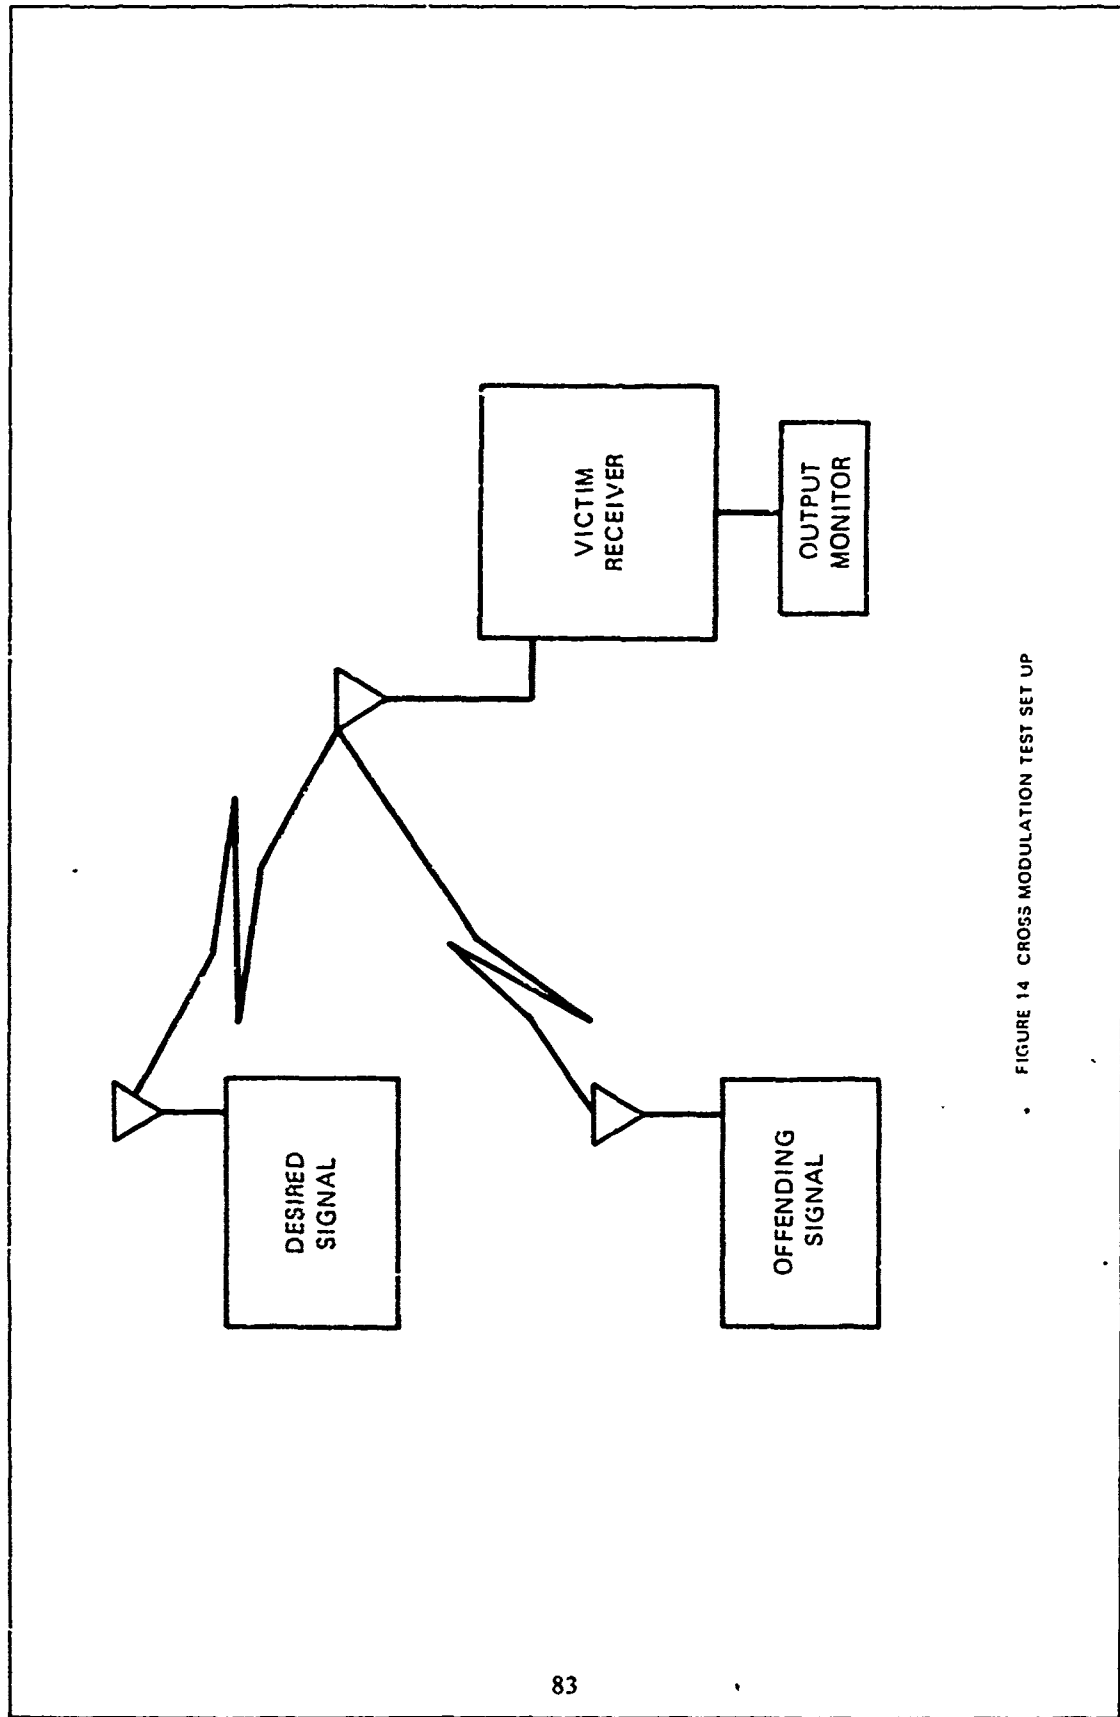 DESIRED
SIGNAL
OFFENDING
SIGNAL
VICTIM
RECEIVER
OUTPUT
MONITOR
FIGURE 14 CROSS MODULATION TEST SET UP
83